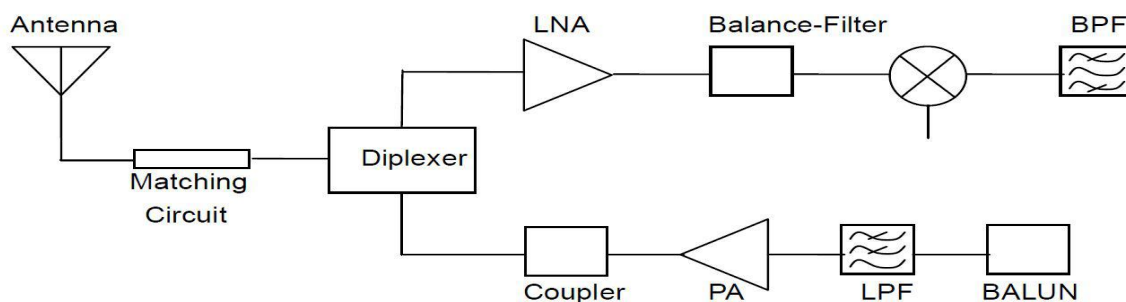 Antenna
LNA
Balance-Filter
BPF
Diplexer
Matching
Circuit
Coupler
PA
LPF
BALUN